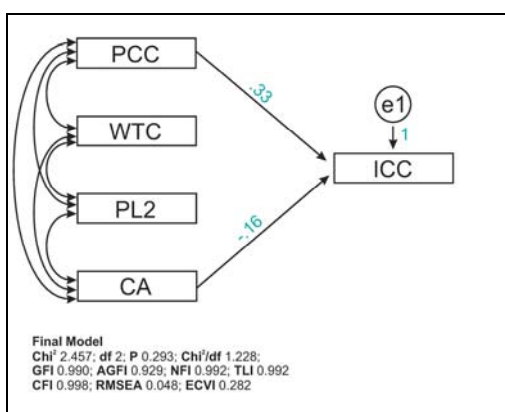 PCC
.33
e1
WTC
1
ICC
PL2
-.16
CA
Final Model
Chi² 2.457; df 2; P 0.293; Chi²/df 1.228;
GFI 0.990; AGFI 0.929; NFI 0.992; TLI 0.992
CFI 0.998; RMSEA 0.048; ECVI 0.282